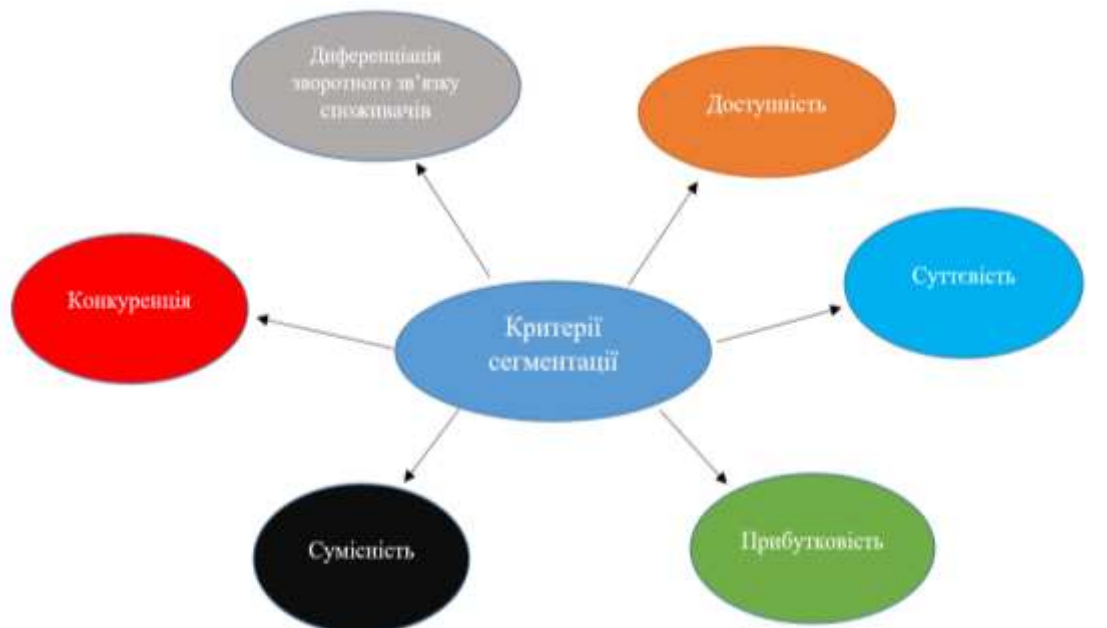 Диференціація
зворотного зв’язку
споживачів
Доступність
Суттєвість
Конкуренція
Критерії
сегментації
Сумісність
Прибутковість